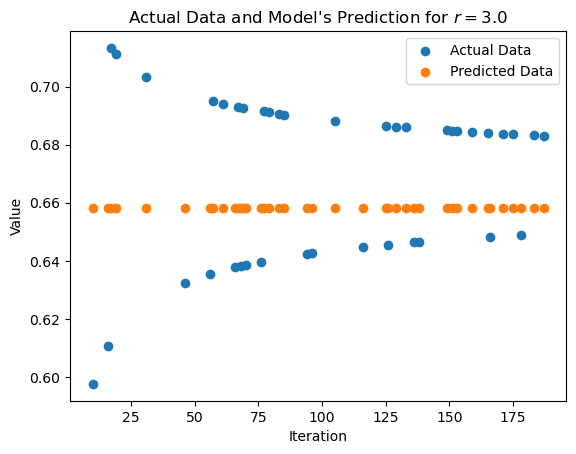 Actual Data and Model's Prediction for r = 3.0
Actual Data
Predicted Data
0.70
0.68
0.66
0.64
0.62
0.60
Value
25
50
75
100
125
150
175
Iteration